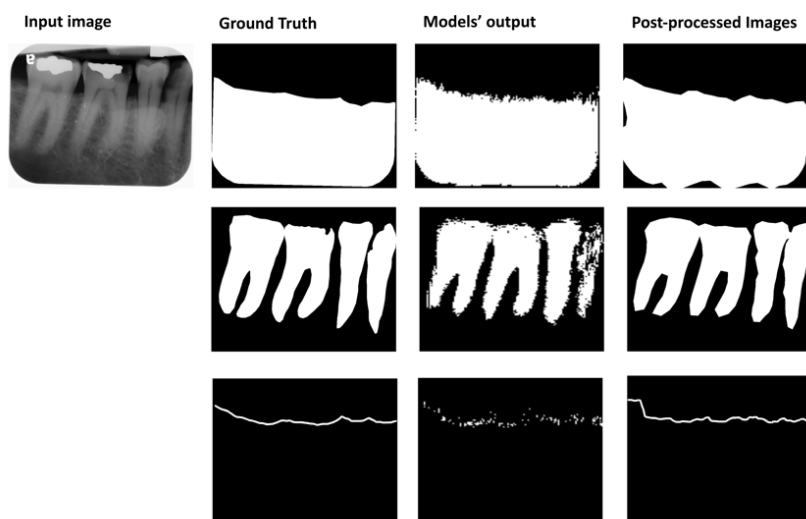 Input image
Ground Truth
Models' output
Post-processed Images
a